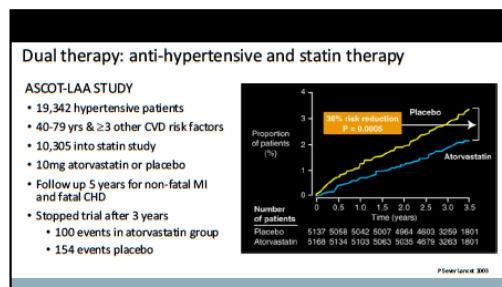 Dual therapy: anti-hypertensive and statin therapy
ASCOT-LAA STUDY
• 19,342 hypertensive patients
• 40-79 yrs & ≥3 other CVD risk factors
• 10,305 into statin study
• 10mg atorvastatin or placebo
• Follow up 5 years for non-fatal MI
and fatal CHD
• Stopped trial after 3 years
• 100 events in atorvastatin group
• 154 events placebo
4
3
2
1
0
Proportion
of patients
(%)
36% risk reduction
P = 0.0005
Placebo
Atorvastatin
0 0.5 1.0 1.5 2.0 2.5 3.0 3.5
Time (years)
Number
of patients
Placebo 5137 5058 5042 5007 4964 4603 3259 1801
Atorvastatin 5168 5134 5103 5063 5035 4679 3263 1801
P Sever Lancet 2003